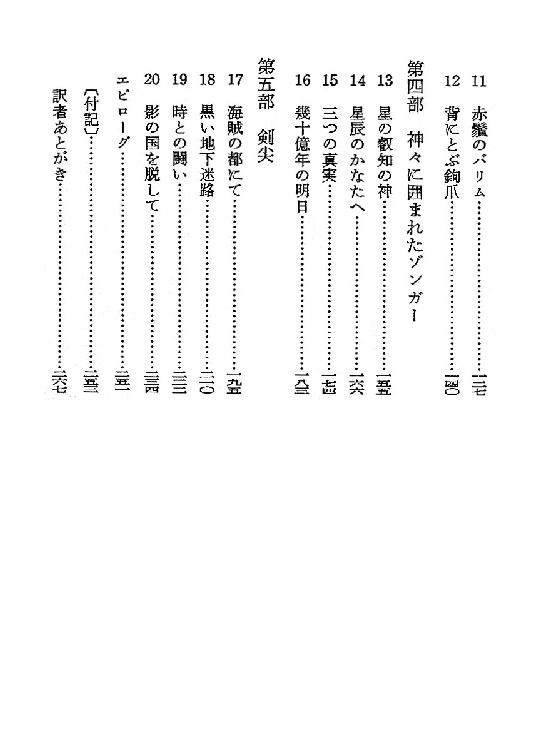 11 赤鬚のバリム……………………一二七
12 背にとぶ鉤爪……………………一四〇
第四部 神々に囲まれたゾンガー
13 星の叡知の神……………………一五五
14 星辰のかなたへ……………………一六六
15 三つの真実……………………一七四
16 幾十億年の明日……………………一八三
第五部 剣尖
17 海賊の都にて……………………一九五
18 黒い地下迷路……………………二一〇
19 時との闘い……………………二二二
20 影の国を脱して……………………二三四
エピローグ……………………二五一
〔付記〕……………………二五三
訳者あとがき……………………二六七